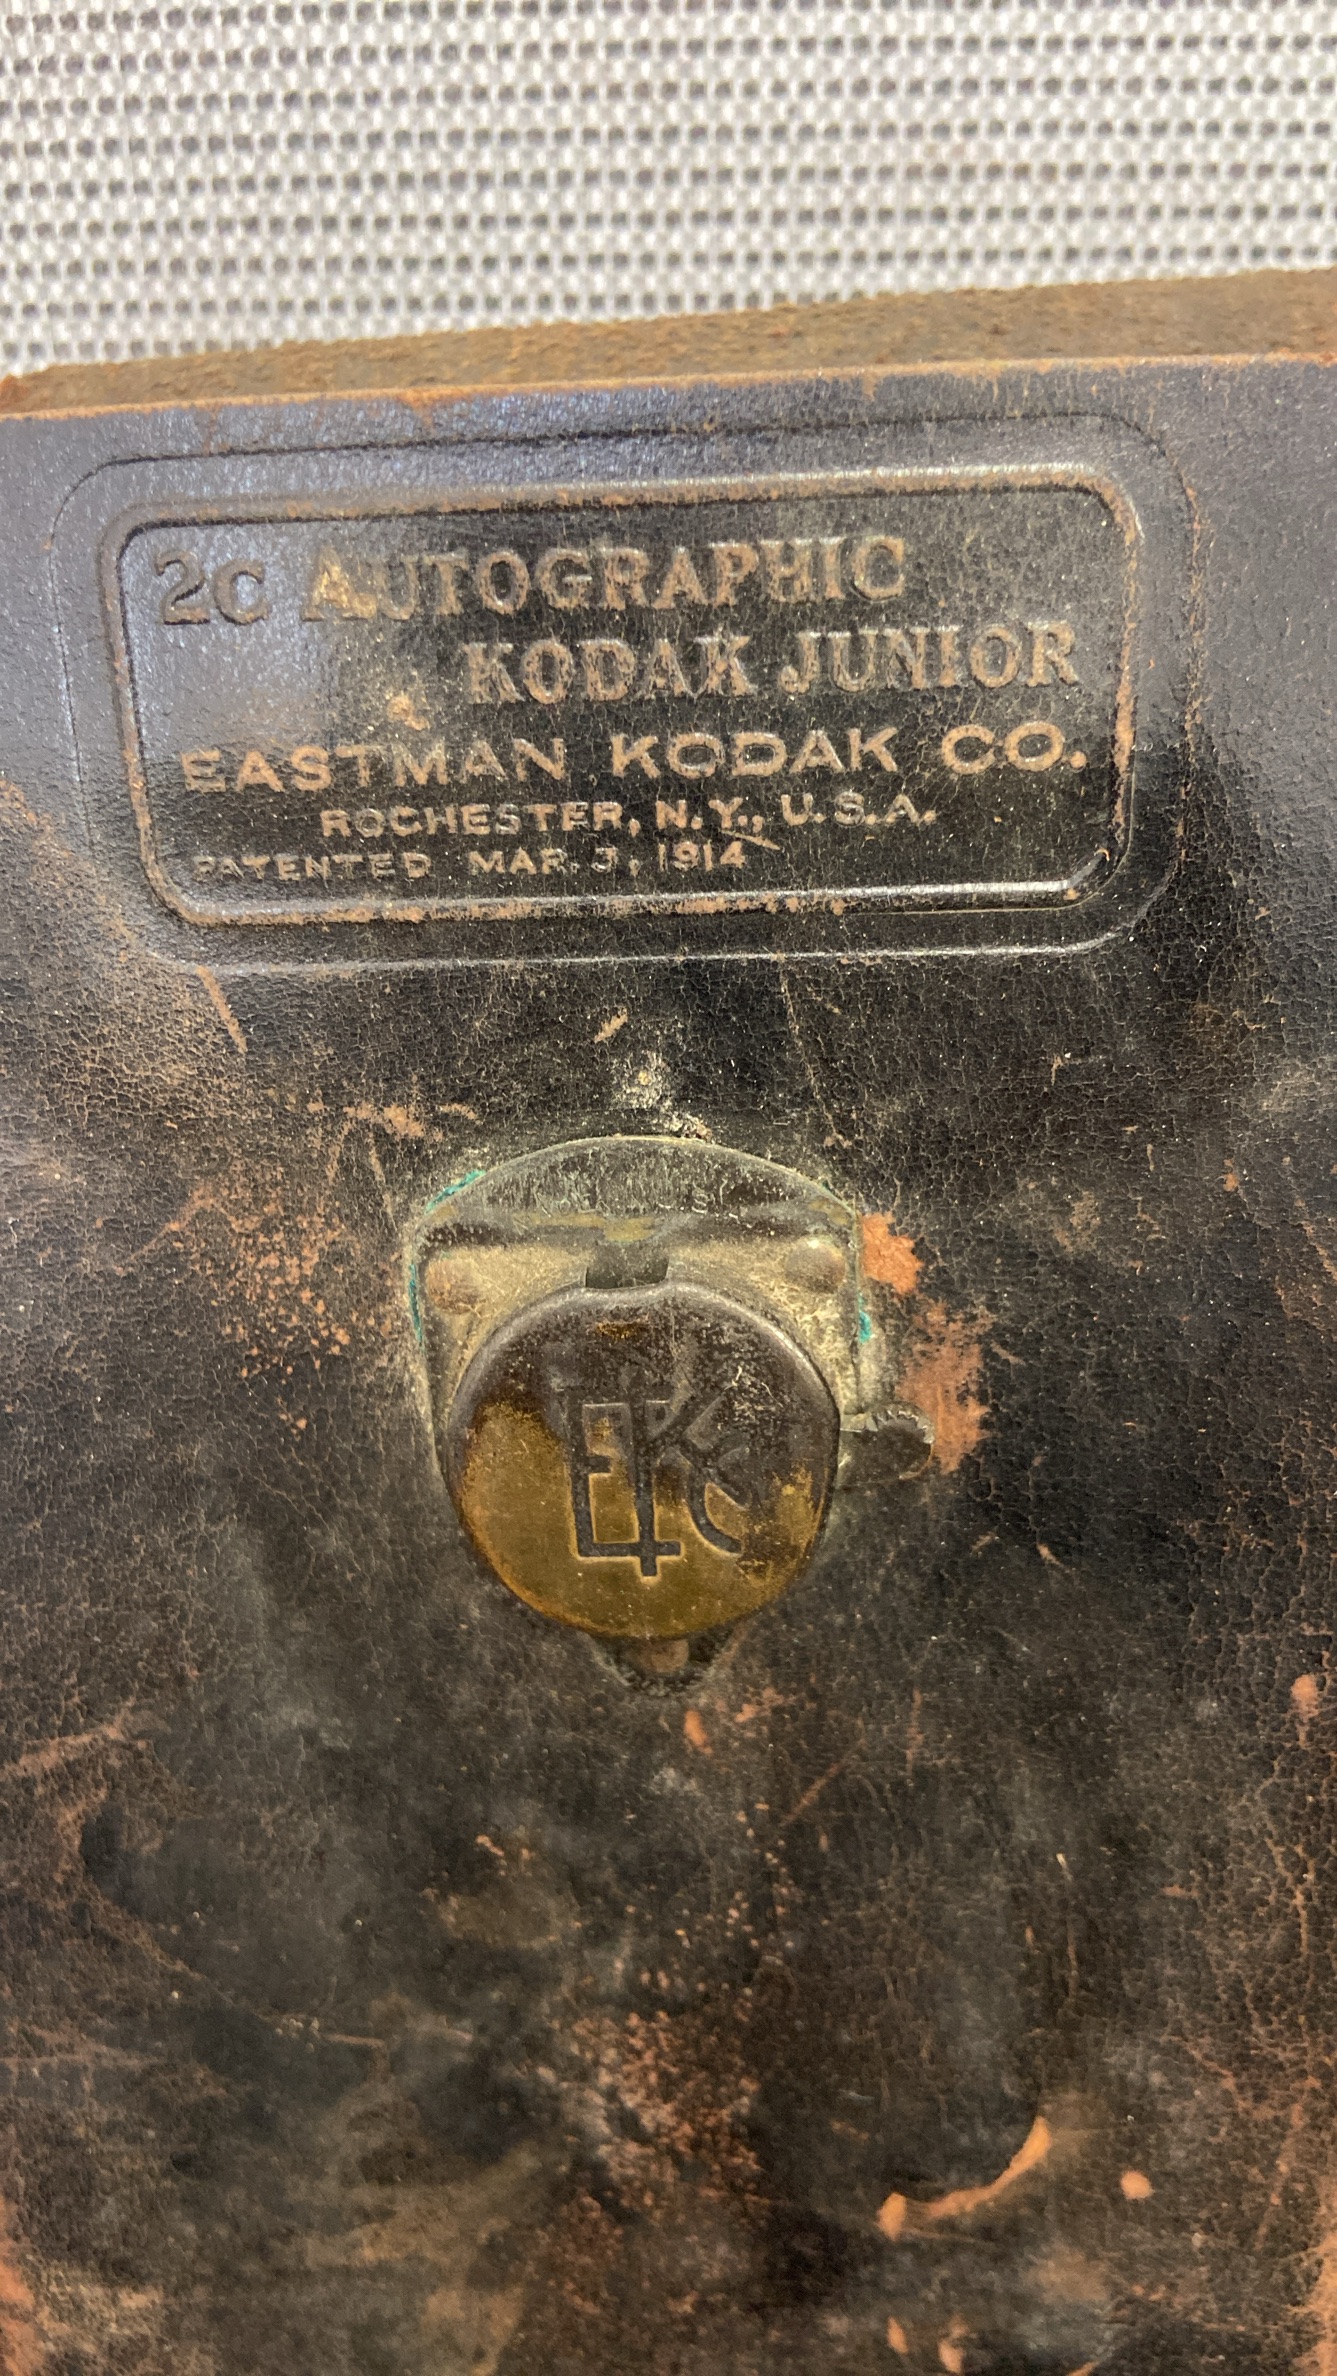 2C AUTOGRAPHIC
KODAK JUNIOR
EASTMAN KODAK CO.
ROCHESTER, N.Y., U.S.A.
PATENTED MAR. 3, 1914
EKC